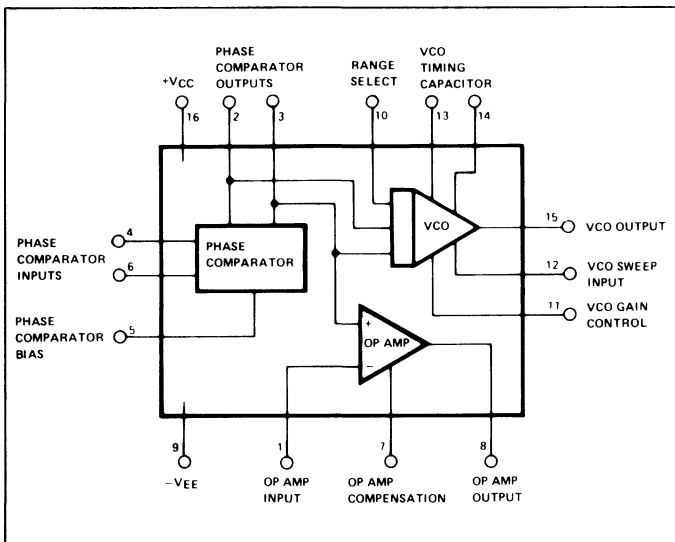 PHASE
COMPARATOR
OUTPUTS
+VCC
RANGE
SELECT
VCO
TIMING
CAPACITOR
16
2
3
10
13
14
4
PHASE
COMPARATOR
INPUTS
6
PHASE
COMPARATOR
VCO
15
VCO OUTPUT
12
VCO SWEEP
INPUT
11
VCO GAIN
CONTROL
5
PHASE
COMPARATOR
BIAS
+
OP AMP
−
9
−VEE
1
OP AMP
INPUT
7
OP AMP
COMPENSATION
8
OP AMP
OUTPUT